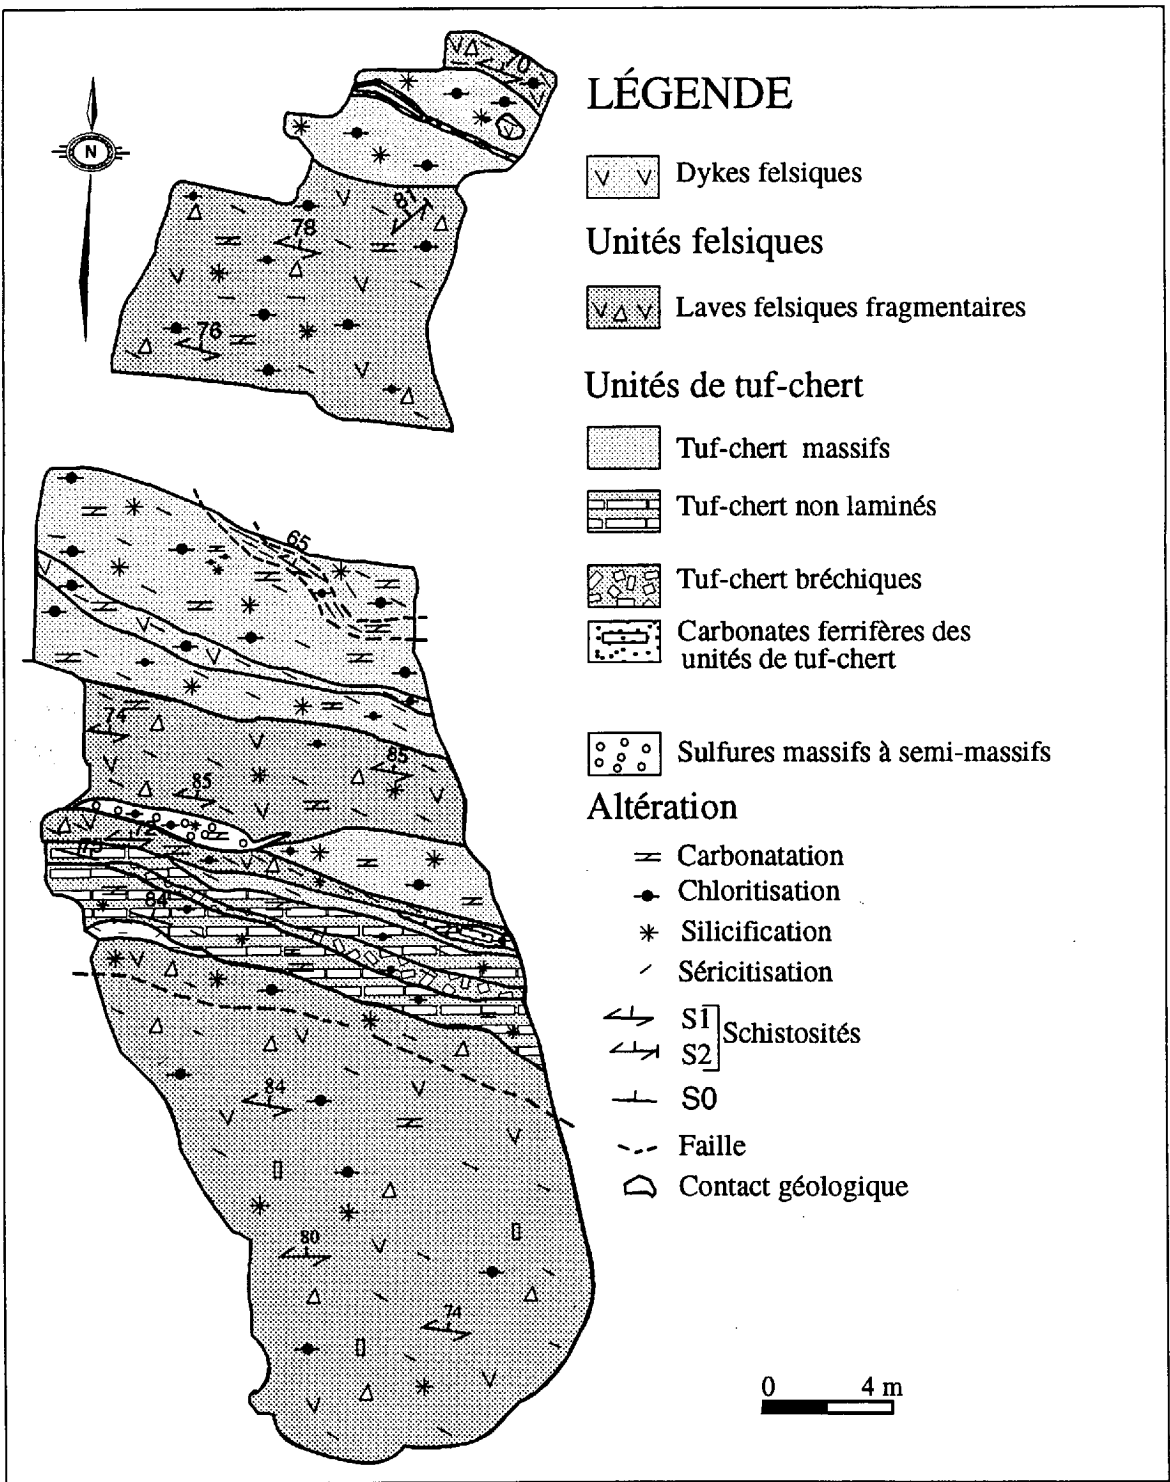 N
LÉGENDE
Dykes felsiques
Unités felsiques
Laves felsiques fragmentaires
Unités de tuf-chert
Tuf-chert massifs
Tuf-chert non laminés
Tuf-chert bréchiques
Carbonates ferrifères des
unités de tuf-chert
Sulfures massifs à semi-massifs
Altération
Carbonatation
Chloritisation
Silicification
Séricitisation
S1
Schistosités
S2
S0
Faille
Contact géologique
0 4 m
70
81
78
76
65
74
85
85
72
75
84
84
80
74